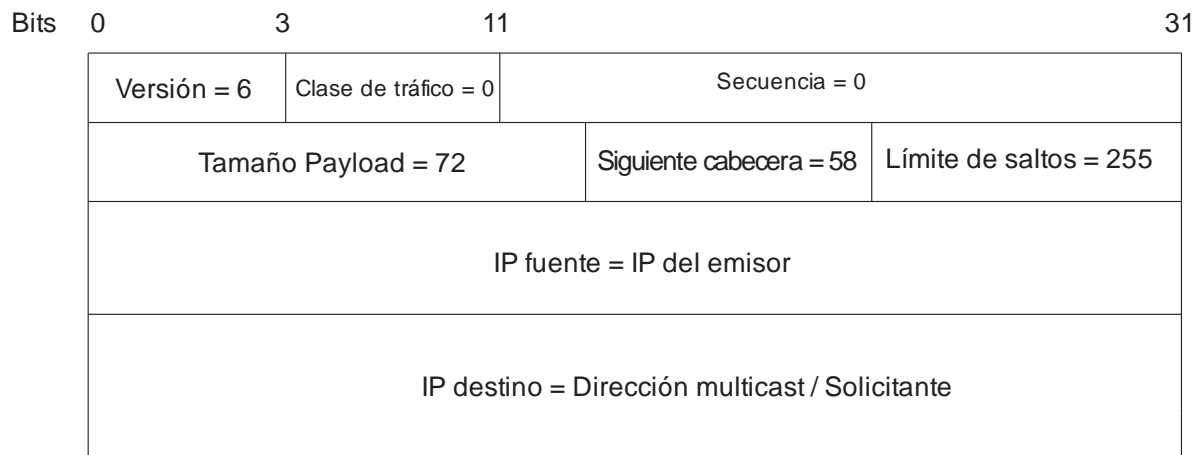 Bits 0 3 11 31
Versión = 6 Clase de tráfico = 0 Secuencia = 0
Tamaño Payload = 72 Siguiente cabecera = 58 Límite de saltos = 255
IP fuente = IP del emisor
IP destino = Dirección multicast / Solicitante